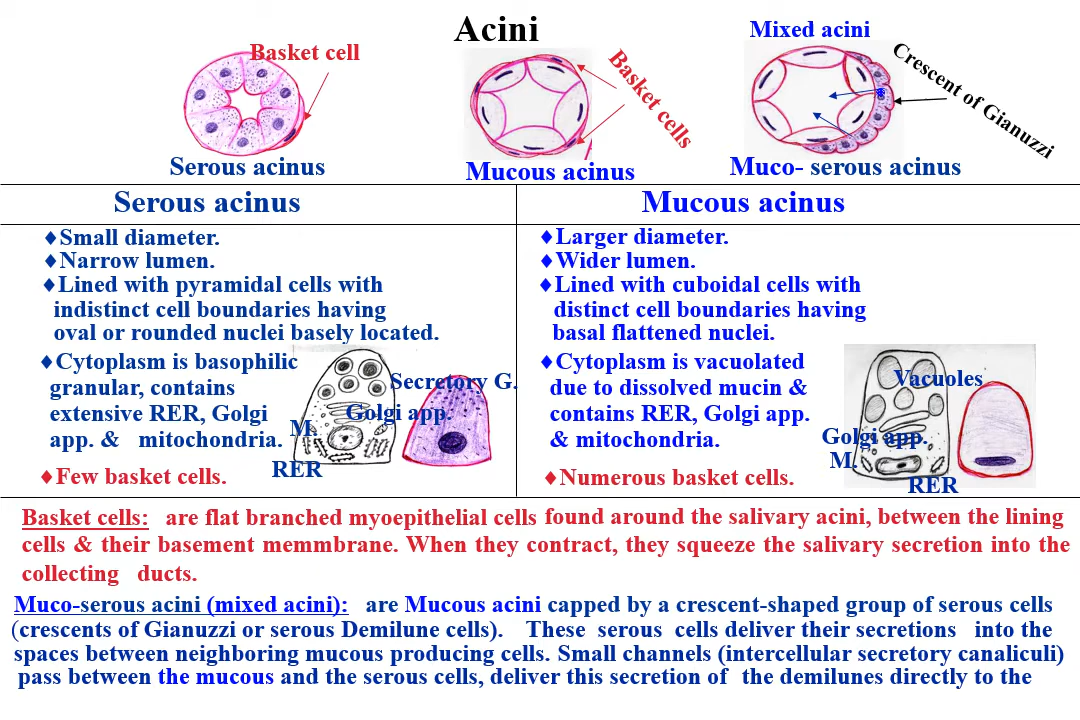 Acini
Basket cell
Serous acinus
Basket cells
Mucous acinus
Mixed acini
Crescent of Gianuzzi
Muco- serous acinus
Serous acinus
♦Small diameter.
♦Narrow lumen.
♦Lined with pyramidal cells with
indistinct cell boundaries having
oval or rounded nuclei basely located.
♦Cytoplasm is basophilic
granular, contains
extensive RER, Golgi
app. & mitochondria.
♦Few basket cells.
Secretory G.
Golgi app.
M.
RER
Mucous acinus
♦Larger diameter.
♦Wider lumen.
♦Lined with cuboidal cells with
distinct cell boundaries having
basal flattened nuclei.
♦Cytoplasm is vacuolated
due to dissolved mucin &
contains RER, Golgi app.
& mitochondria.
♦Numerous basket cells.
Vacuoles
Golgi app.
M.
RER
Basket cells: are flat branched myoepithelial cells found around the salivary acini, between the lining
cells & their basement memmbrane. When they contract, they squeeze the salivary secretion into the
collecting ducts.
Muco-serous acini (mixed acini): are Mucous acini capped by a crescent-shaped group of serous cells
(crescents of Gianuzzi or serous Demilune cells). These serous cells deliver their secretions into the
spaces between neighboring mucous producing cells. Small channels (intercellular secretory canaliculi)
pass between the mucous and the serous cells, deliver this secretion of the demilunes directly to the